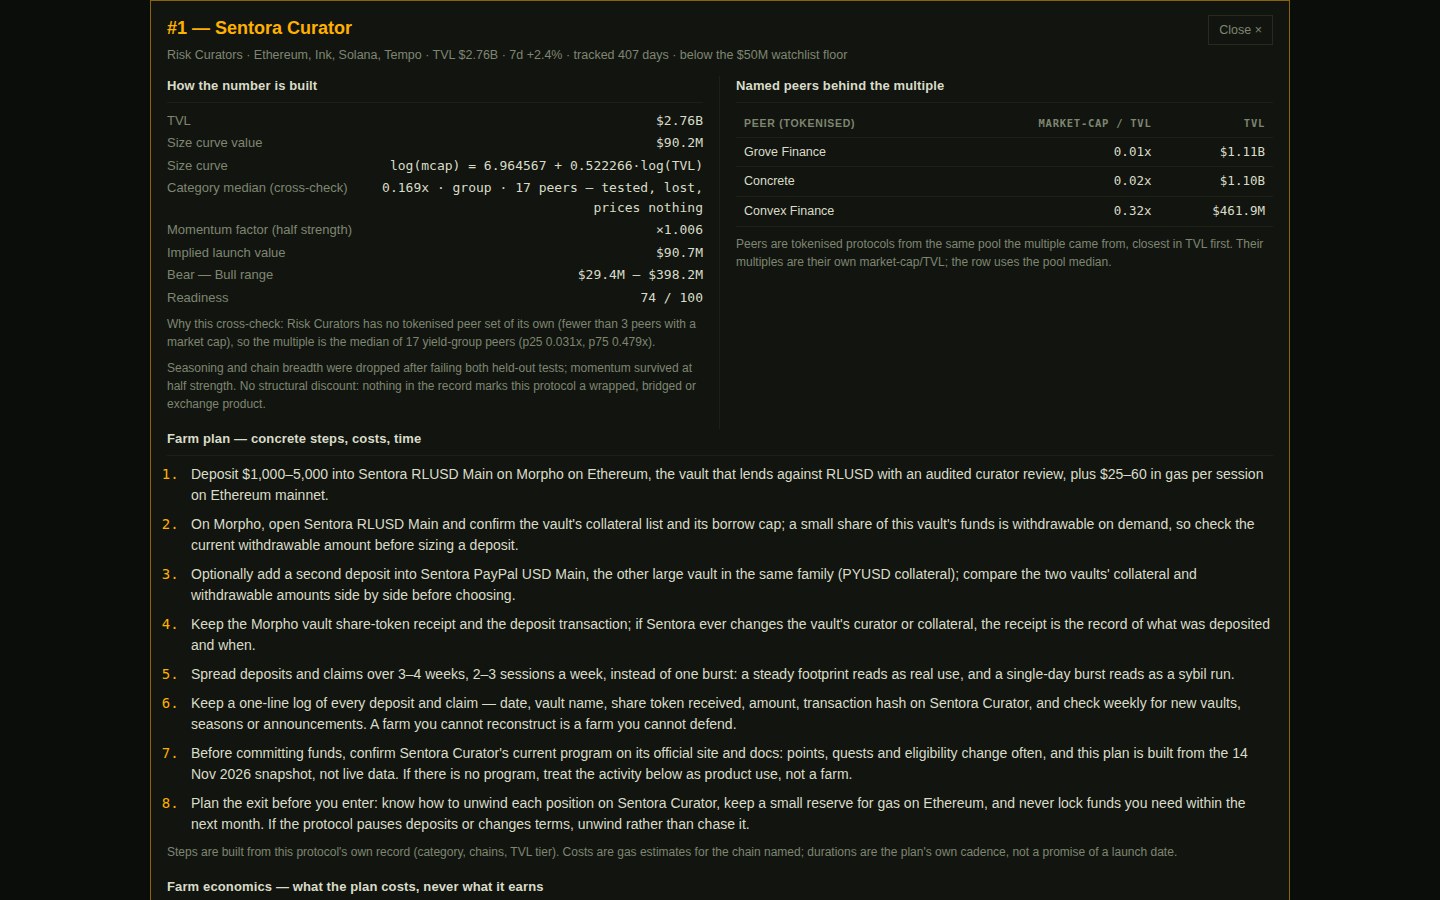 #1 — Sentora Curator
Close ×
Risk Curators · Ethereum, Ink, Solana, Tempo · TVL $2.76B · 7d +2.4% · tracked 407 days · below the $50M watchlist floor
How the number is built
TVL $2.76B
Size curve value $90.2M
Size curve log(mcap) = 6.964567 + 0.522266·log(TVL)
Category median (cross-check) 0.169x · group · 17 peers — tested, lost,
prices nothing
Momentum factor (half strength) ×1.006
Implied launch value $90.7M
Bear — Bull range $29.4M — $398.2M
Readiness 74 / 100
Why this cross-check: Risk Curators has no tokenised peer set of its own (fewer than 3 peers with a
market cap), so the multiple is the median of 17 yield-group peers (p25 0.031x, p75 0.479x).
Seasoning and chain breadth were dropped after failing both held-out tests; momentum survived at
half strength. No structural discount: nothing in the record marks this protocol a wrapped, bridged or
exchange product.
Named peers behind the multiple
PEER (TOKENISED) MARKET-CAP / TVL TVL
Grove Finance 0.01x $1.11B
Concrete 0.02x $1.10B
Convex Finance 0.32x $461.9M
Peers are tokenised protocols from the same pool the multiple came from, closest in TVL first. Their
multiples are their own market-cap/TVL; the row uses the pool median.
Farm plan — concrete steps, costs, time
1. Deposit $1,000–5,000 into Sentora RLUSD Main on Morpho on Ethereum, the vault that lends against RLUSD with an audited curator review, plus $25–60 in gas per session
on Ethereum mainnet.
2. On Morpho, open Sentora RLUSD Main and confirm the vault's collateral list and its borrow cap; a small share of this vault's funds is withdrawable on demand, so check the
current withdrawable amount before sizing a deposit.
3. Optionally add a second deposit into Sentora PayPal USD Main, the other large vault in the same family (PYUSD collateral); compare the two vaults' collateral and
withdrawable amounts side by side before choosing.
4. Keep the Morpho vault share-token receipt and the deposit transaction; if Sentora ever changes the vault's curator or collateral, the receipt is the record of what was deposited
and when.
5. Spread deposits and claims over 3–4 weeks, 2–3 sessions a week, instead of one burst: a steady footprint reads as real use, and a single-day burst reads as a sybil run.
6. Keep a one-line log of every deposit and claim — date, vault name, share token received, amount, transaction hash on Sentora Curator, and check weekly for new vaults,
seasons or announcements. A farm you cannot reconstruct is a farm you cannot defend.
7. Before committing funds, confirm Sentora Curator's current program on its official site and docs: points, quests and eligibility change often, and this plan is built from the 14
Nov 2026 snapshot, not live data. If there is no program, treat the activity below as product use, not a farm.
8. Plan the exit before you enter: know how to unwind each position on Sentora Curator, keep a small reserve for gas on Ethereum, and never lock funds you need within the
next month. If the protocol pauses deposits or changes terms, unwind rather than chase it.
Steps are built from this protocol's own record (category, chains, TVL tier). Costs are gas estimates for the chain named; durations are the plan's own cadence, not a promise of a launch date.
Farm economics — what the plan costs, never what it earns